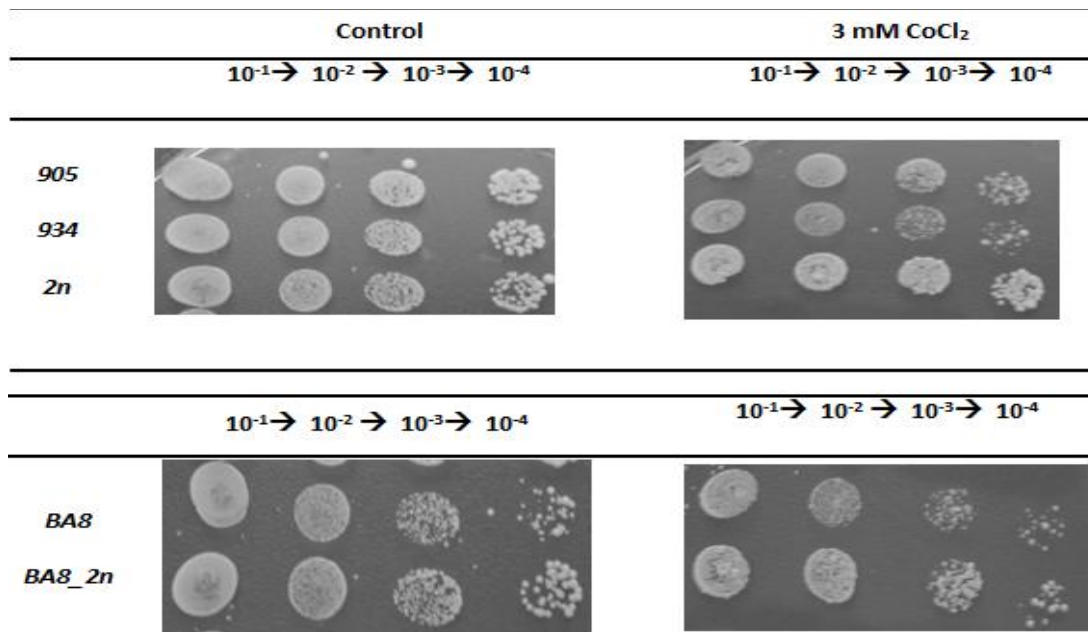 Control 3 mM CoCl₂
10⁻¹→ 10⁻² → 10⁻³→ 10⁻⁴ 10⁻¹→ 10⁻² → 10⁻³→ 10⁻⁴
905
934
2n
10⁻¹→ 10⁻² → 10⁻³→ 10⁻⁴ 10⁻¹→ 10⁻² → 10⁻³→ 10⁻⁴
BA8
BA8_2n